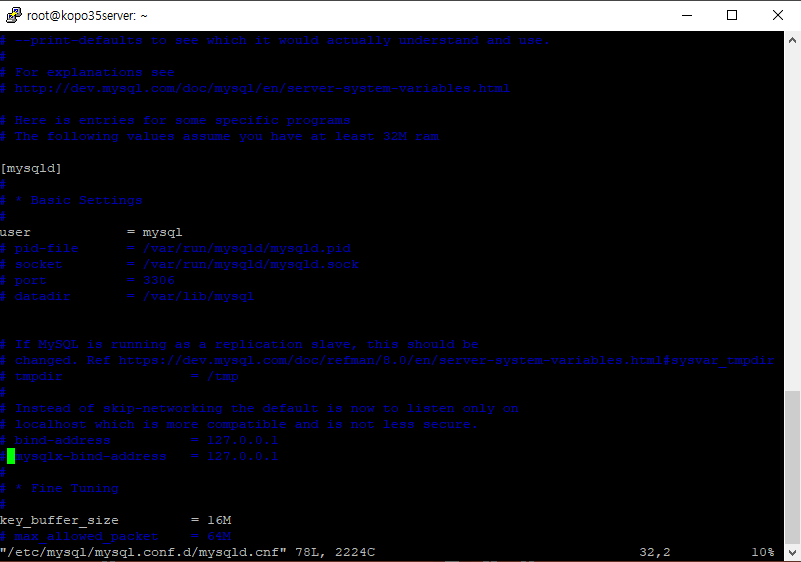 root@kopo35server: ~
# --print-defaults to see which it would actually understand and use.
#
# For explanations see
# http://dev.mysql.com/doc/mysql/en/server-system-variables.html

# Here is entries for some specific programs
# The following values assume you have at least 32M ram

[mysqld]
#
# * Basic Settings
#
user            = mysql
# pid-file      = /var/run/mysqld/mysqld.pid
# socket        = /var/run/mysqld/mysqld.sock
# port          = 3306
# datadir       = /var/lib/mysql


# If MySQL is running as a replication slave, this should be
# changed. Ref https://dev.mysql.com/doc/refman/8.0/en/server-system-variables.html#sysvar_tmpdir
# tmpdir                = /tmp
#
# Instead of skip-networking the default is now to listen only on
# localhost which is more compatible and is not less secure.
# bind-address          = 127.0.0.1
# mysqlx-bind-address   = 127.0.0.1
#
# * Fine Tuning
#
key_buffer_size         = 16M
# max_allowed_packet    = 64M
"/etc/mysql/mysql.conf.d/mysqld.cnf" 78L, 2224C                32,2          10%